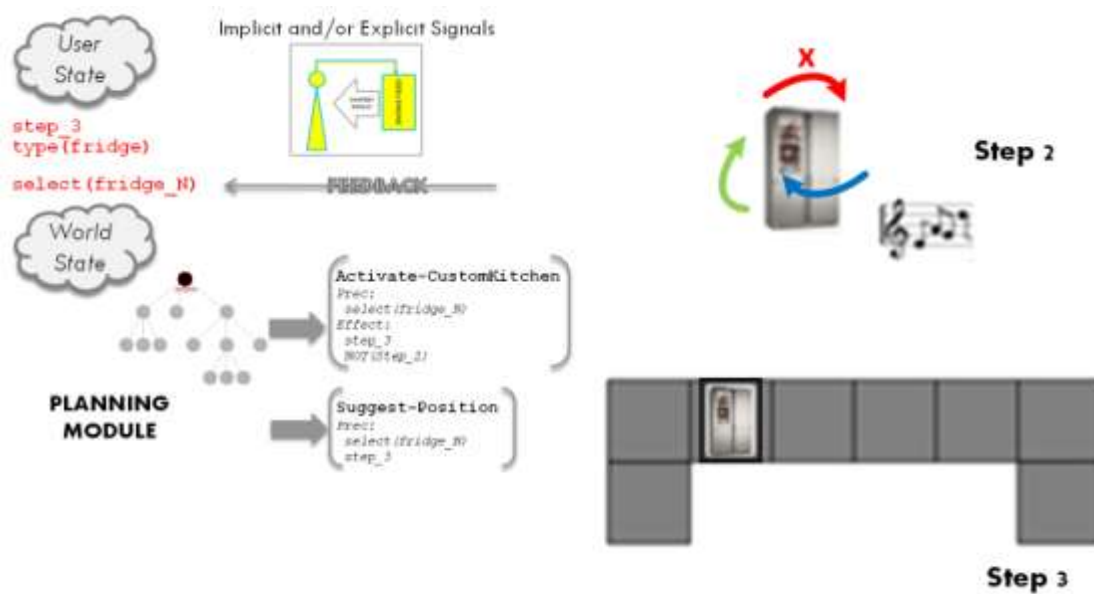 User
State
Implicit and/or Explicit Signals
step_3
type(fridge)
select(fridge_N)
FEEDBACK
World
State
Activate-CustomKitchen
Prec:
select(fridge_N)
Effect:
step_3
NOT(Step_2)
PLANNING
MODULE
Suggest-Position
Prec:
select(fridge_N)
step_3
X
Step 2
Step 3